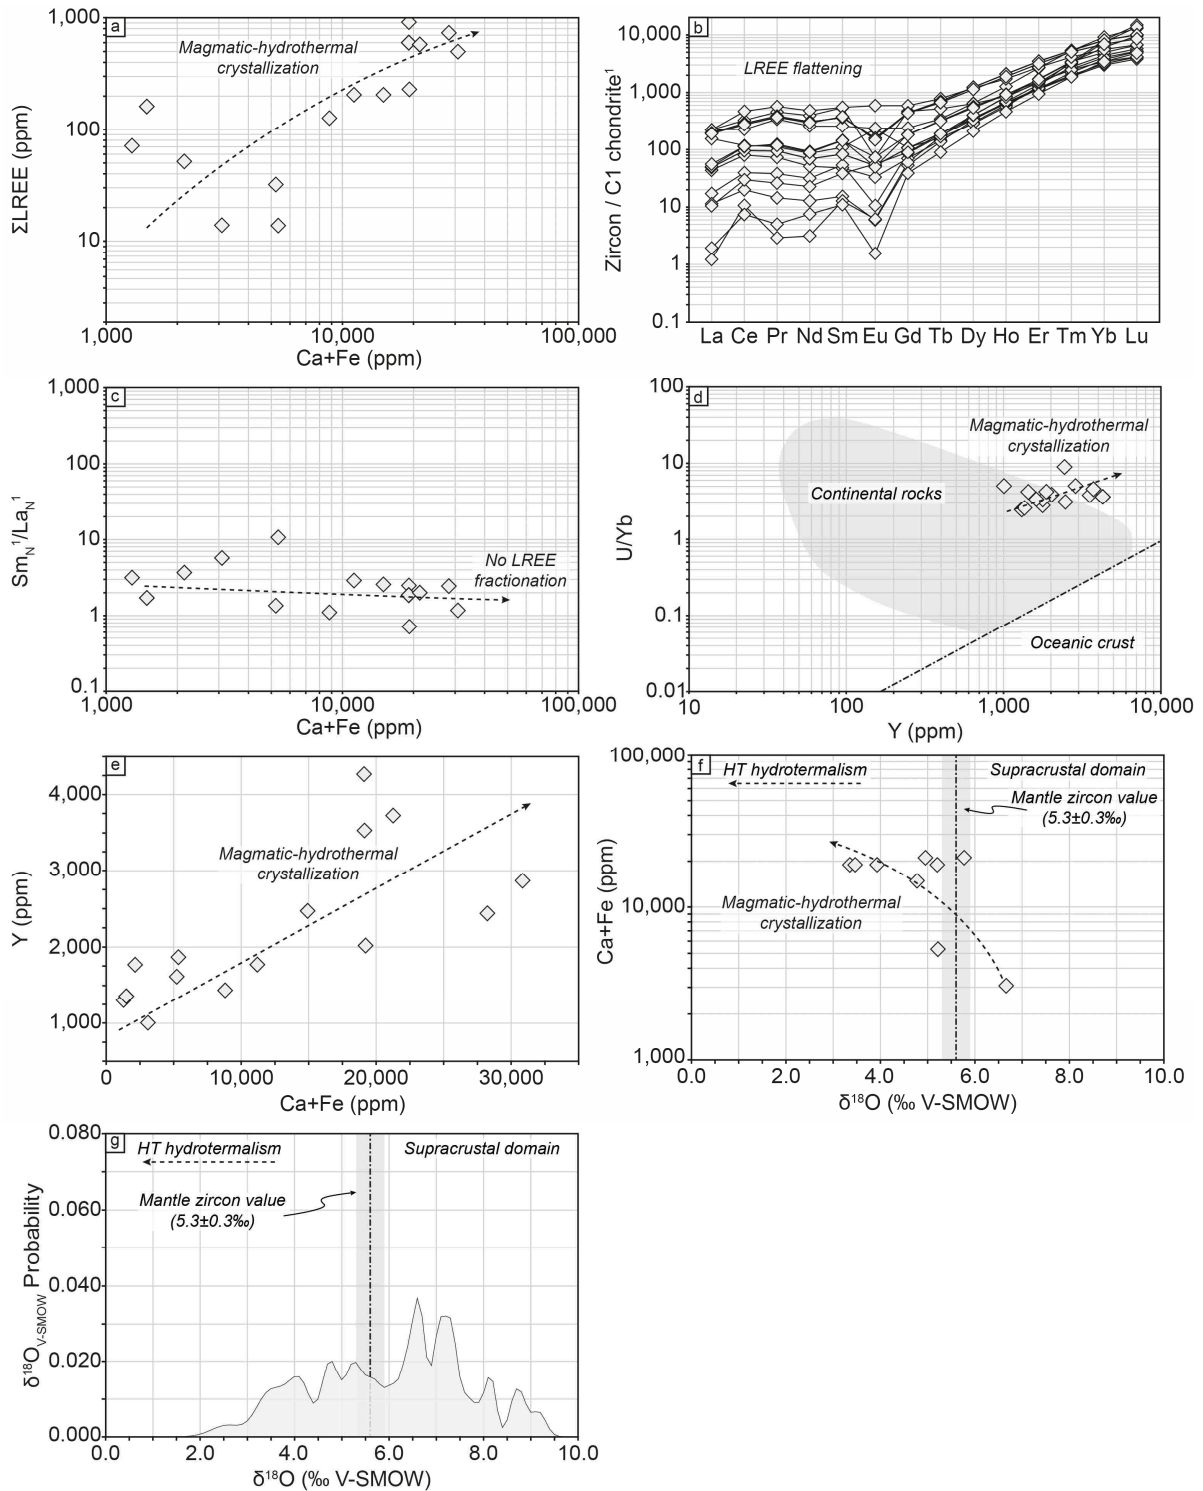 a
1,000
100
10
ΣLREE (ppm)
Magmatic-hydrothermal
crystallization
1,000
10,000
100,000
Ca+Fe (ppm)
b
10,000
1,000
100
10
1
0.1
Zircon / C1 chondrite¹
LREE flattening
La Ce Pr Nd Sm Eu Gd Tb Dy Ho Er Tm Yb Lu
c
1,000
100
10
1
0.1
Sm_N¹/La_N¹
No LREE
fractionation
1,000
10,000
100,000
Ca+Fe (ppm)
d
100
10
1
0.1
0.01
U/Yb
Magmatic-hydrothermal
crystallization
Continental rocks
Oceanic crust
10
100
1,000
10,000
Y (ppm)
e
4,000
3,000
2,000
1,000
Y (ppm)
Magmatic-hydrothermal
crystallization
0
10,000
20,000
30,000
Ca+Fe (ppm)
f
100,000
10,000
1,000
Ca+Fe (ppm)
HT hydrotermalism
Supracrustal domain
Mantle zircon value
(5.3±0.3‰)
Magmatic-hydrothermal
crystallization
0.0
2.0
4.0
6.0
8.0
10.0
δ¹⁸O (‰ V-SMOW)
g
0.080
0.060
0.040
0.020
0.000
δ¹⁸O_V-SMOW Probability
HT hydrotermalism
Supracrustal domain
Mantle zircon value
(5.3±0.3‰)
0.0
2.0
4.0
6.0
8.0
10.0
δ¹⁸O (‰ V-SMOW)